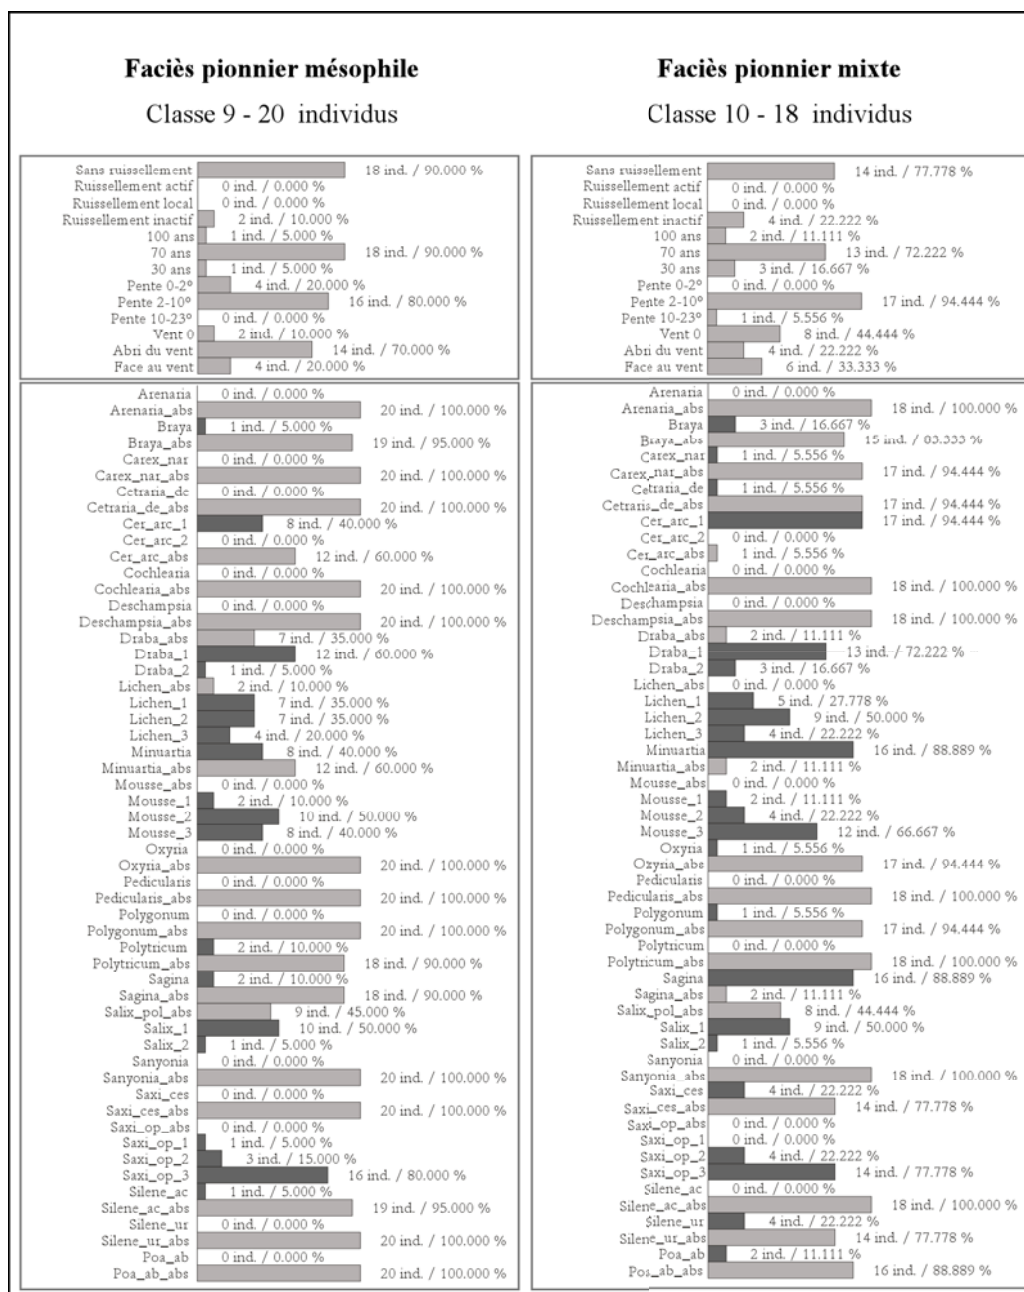 Faciès pionnier mésophile
Classe 9 - 20 individus
Sans ruissellement 18 ind. / 90.000 %
Ruissellement actif 0 ind. / 0.000 %
Ruissellement local 0 ind. / 0.000 %
Ruissellement inactif 2 ind. / 10.000 %
100 ans 1 ind. / 5.000 %
70 ans 18 ind. / 90.000 %
30 ans 1 ind. / 5.000 %
Pente 0-2° 4 ind. / 20.000 %
Pente 2-10° 16 ind. / 80.000 %
Pente 10-23° 0 ind. / 0.000 %
Vent 0 2 ind. / 10.000 %
Abri du vent 14 ind. / 70.000 %
Face au vent 4 ind. / 20.000 %
Arenaria 0 ind. / 0.000 %
Arenaria_abs 20 ind. / 100.000 %
Braya 1 ind. / 5.000 %
Braya_abs 19 ind. / 95.000 %
Carex_nar 0 ind. / 0.000 %
Carex_nar_abs 20 ind. / 100.000 %
Cetraria_de 0 ind. / 0.000 %
Cetraria_de_abs 20 ind. / 100.000 %
Cer_arc_1 8 ind. / 40.000 %
Cer_arc_2 0 ind. / 0.000 %
Cer_arc_abs 12 ind. / 60.000 %
Cochlearia 0 ind. / 0.000 %
Cochlearia_abs 20 ind. / 100.000 %
Deschampsia 0 ind. / 0.000 %
Deschampsia_abs 20 ind. / 100.000 %
Draba_abs 7 ind. / 35.000 %
Draba_1 12 ind. / 60.000 %
Draba_2 1 ind. / 5.000 %
Lichen_abs 2 ind. / 10.000 %
Lichen_1 7 ind. / 35.000 %
Lichen_2 7 ind. / 35.000 %
Lichen_3 4 ind. / 20.000 %
Minuartia 8 ind. / 40.000 %
Minuartia_abs 12 ind. / 60.000 %
Mousse_abs 0 ind. / 0.000 %
Mousse_1 2 ind. / 10.000 %
Mousse_2 10 ind. / 50.000 %
Mousse_3 8 ind. / 40.000 %
Oxyria 0 ind. / 0.000 %
Oxyria_abs 20 ind. / 100.000 %
Pedicularis 0 ind. / 0.000 %
Pedicularis_abs 20 ind. / 100.000 %
Polygonum 0 ind. / 0.000 %
Polygonum_abs 20 ind. / 100.000 %
Polytricum 2 ind. / 10.000 %
Polytricum_abs 18 ind. / 90.000 %
Sagina 2 ind. / 10.000 %
Sagina_abs 18 ind. / 90.000 %
Salix_pol_abs 9 ind. / 45.000 %
Salix_1 10 ind. / 50.000 %
Salix_2 1 ind. / 5.000 %
Sanyonia 0 ind. / 0.000 %
Sanyonia_abs 20 ind. / 100.000 %
Saxi_ces 0 ind. / 0.000 %
Saxi_ces_abs 20 ind. / 100.000 %
Saxi_op_abs 0 ind. / 0.000 %
Saxi_op_1 1 ind. / 5.000 %
Saxi_op_2 3 ind. / 15.000 %
Saxi_op_3 16 ind. / 80.000 %
Silene_ac 1 ind. / 5.000 %
Silene_ac_abs 19 ind. / 95.000 %
Silene_ur 0 ind. / 0.000 %
Silene_ur_abs 20 ind. / 100.000 %
Poa_ab 0 ind. / 0.000 %
Poa_ab_abs 20 ind. / 100.000 %
Faciès pionnier mixte
Classe 10 - 18 individus
Sans ruissellement 14 ind. / 77.778 %
Ruissellement actif 0 ind. / 0.000 %
Ruissellement local 0 ind. / 0.000 %
Ruissellement inactif 4 ind. / 22.222 %
100 ans 2 ind. / 11.111 %
70 ans 13 ind. / 72.222 %
30 ans 3 ind. / 16.667 %
Pente 0-2° 0 ind. / 0.000 %
Pente 2-10° 17 ind. / 94.444 %
Pente 10-23° 1 ind. / 5.556 %
Vent 0 8 ind. / 44.444 %
Abri du vent 4 ind. / 22.222 %
Face au vent 6 ind. / 33.333 %
Arenaria 0 ind. / 0.000 %
Arenaria_abs 18 ind. / 100.000 %
Braya 3 ind. / 16.667 %
Braya_abs 15 ind. / 83.333 %
Carex_nar 1 ind. / 5.556 %
Carex_nar_abs 17 ind. / 94.444 %
Cetraria_de 1 ind. / 5.556 %
Cetraris_de_abs 17 ind. / 94.444 %
Cer_arc_1 17 ind. / 94.444 %
Cer_arc_2 0 ind. / 0.000 %
Cer_arc_abs 1 ind. / 5.556 %
Cochlearia 0 ind. / 0.000 %
Cochlearia_abs 18 ind. / 100.000 %
Deschampsia 0 ind. / 0.000 %
Deschampsia_abs 18 ind. / 100.000 %
Draba_abs 2 ind. / 11.111 %
Draba_1 13 ind. / 72.222 %
Draba_2 3 ind. / 16.667 %
Lichen_abs 0 ind. / 0.000 %
Lichen_1 5 ind. / 27.778 %
Lichen_2 9 ind. / 50.000 %
Lichen_3 4 ind. / 22.222 %
Minuartia 16 ind. / 88.889 %
Minuartia_abs 2 ind. / 11.111 %
Mousse_abs 0 ind. / 0.000 %
Mousse_1 2 ind. / 11.111 %
Mousse_2 4 ind. / 22.222 %
Mousse_3 12 ind. / 66.667 %
Oxyria 1 ind. / 5.556 %
Oxyria_abs 17 ind. / 94.444 %
Pedicularis 0 ind. / 0.000 %
Pedicularis_abs 18 ind. / 100.000 %
Polygonum 1 ind. / 5.556 %
Polygonum_abs 17 ind. / 94.444 %
Polytricum 0 ind. / 0.000 %
Polytricum_abs 18 ind. / 100.000 %
Sagina 16 ind. / 88.889 %
Sagina_abs 2 ind. / 11.111 %
Salix_pol_abs 8 ind. / 44.444 %
Salix_1 9 ind. / 50.000 %
Salix_2 1 ind. / 5.556 %
Sanyonia 0 ind. / 0.000 %
Sanyonia_abs 18 ind. / 100.000 %
Saxi_ces 4 ind. / 22.222 %
Saxi_ces_abs 14 ind. / 77.778 %
Saxi_op_abs 0 ind. / 0.000 %
Saxi_op_1 0 ind. / 0.000 %
Saxi_op_2 4 ind. / 22.222 %
Saxi_op_3 14 ind. / 77.778 %
Silene_ac 0 ind. / 0.000 %
Silene_ac_abs 18 ind. / 100.000 %
Silene_ur 4 ind. / 22.222 %
Silene_ur_abs 14 ind. / 77.778 %
Poa_ab 2 ind. / 11.111 %
Pos_ab_abs 16 ind. / 88.889 %